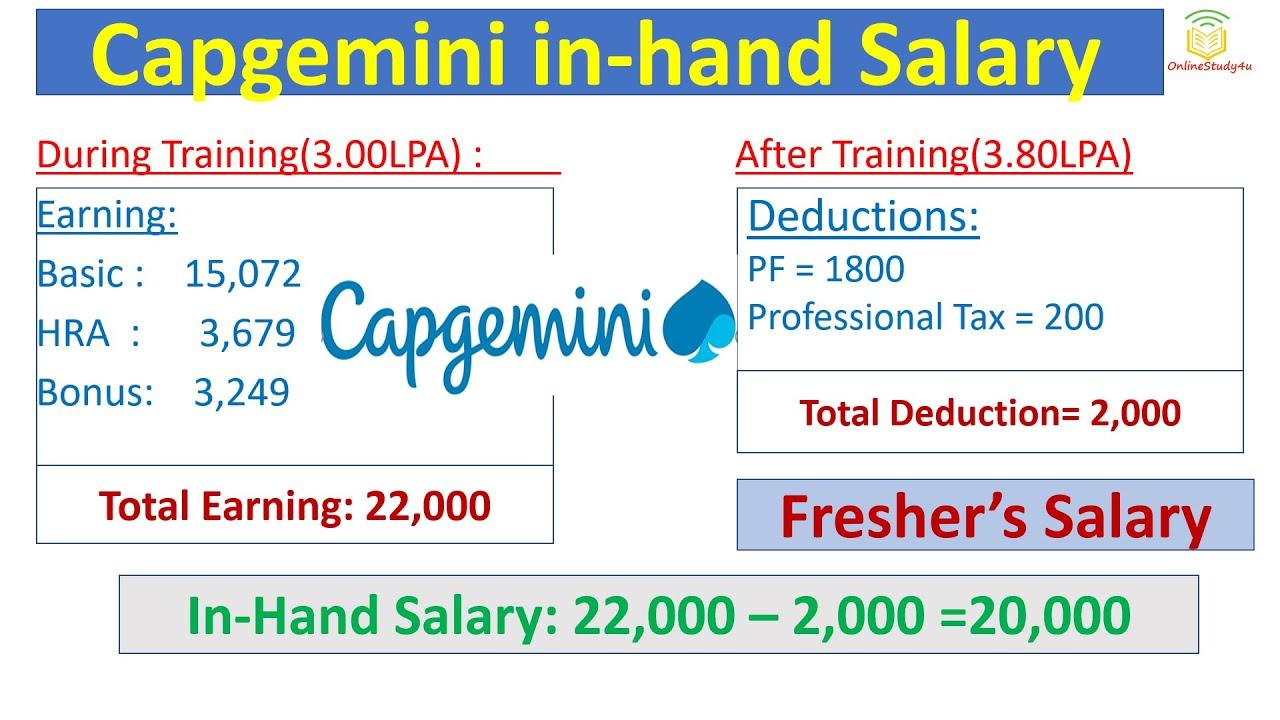 Capgemini in-hand Salary
OnlineStudy4u
During Training(3.00LPA) :
Earning:
Basic : 15,072
HRA : 3,679
Bonus: 3,249
Total Earning: 22,000
Capgemini
After Training(3.80LPA)
Deductions:
PF = 1800
Professional Tax = 200
Total Deduction= 2,000
Fresher’s Salary
In-Hand Salary: 22,000 – 2,000 =20,000